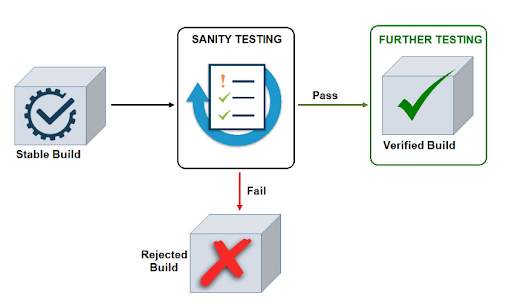 SANITY TESTING
FURTHER TESTING
Pass
Stable Build
Verified Build
Fail
Rejected
Build